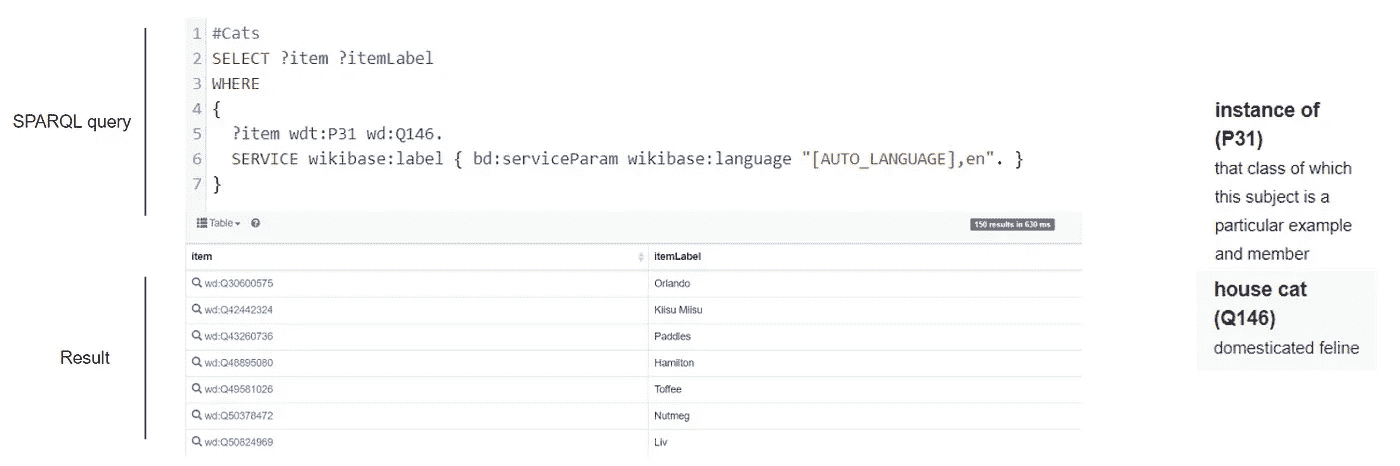 SPARQL query
1 #Cats
2 SELECT ?item ?itemLabel
3 WHERE
4 {
5 ?item wdt:P31 wd:Q146.
6 SERVICE wikibase:label { bd:serviceParam wikibase:language "[AUTO_LANGUAGE],en". }
7 }
Table
150 results in 630 ms
Result
item itemLabel
wd:Q30600575 Orlando
wd:Q42442324 Kiisu Miisu
wd:Q43260736 Paddles
wd:Q48895080 Hamilton
wd:Q49581026 Toffee
wd:Q50378472 Nutmeg
wd:Q50824969 Liv
instance of
(P31)
that class of which
this subject is a
particular example
and member
house cat
(Q146)
domesticated feline